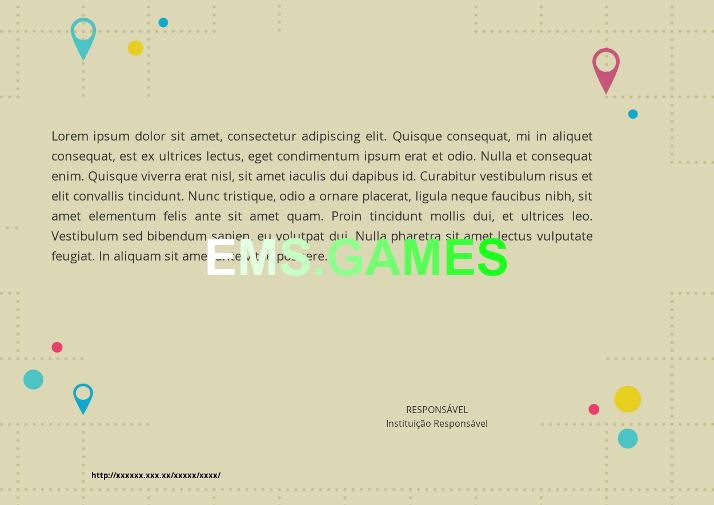 Lorem ipsum dolor sit amet, consectetur adipiscing elit. Quisque consequat, mi in aliquet
consequat, est ex ultrices lectus, eget condimentum ipsum erat et odio. Nulla et consequat
enim. Quisque viverra erat nisl, sit amet iaculis dui dapibus id. Curabitur vestibulum risus et
elit convallis tincidunt. Nunc tristique, odio a ornare placerat, ligula neque faucibus nibh, sit
amet elementum felis ante sit amet quam. Proin tincidunt mollis dui, et ultrices leo.
Vestibulum sed bibendum sapien, eu volutpat dui. Nulla pharetra sit amet lectus vulputate
feugiat. In aliquam sit amet ante vitae
EMS.GAMES
RESPONSÁVEL
Instituição Responsável
http://xxxxxx.xxx.xx/xxxxx/xxxx/